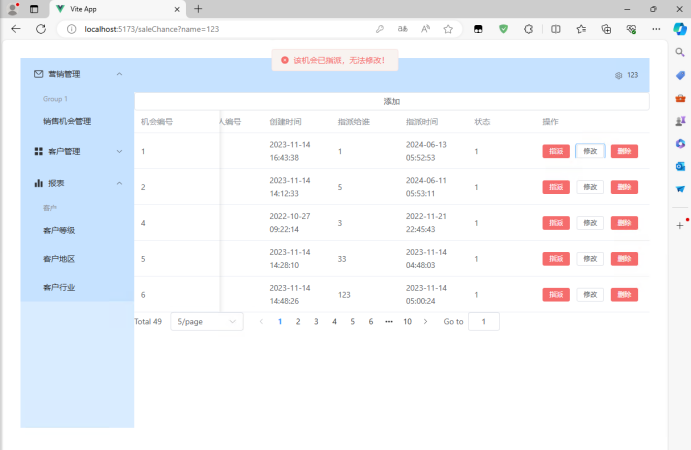 Vite App
localhost:5173/saleChance?name=123
该机会已指派，无法修改！
营销管理
123
Group 1
销售机会管理
客户管理
报表
客户
客户等级
客户地区
客户行业
添加
机会编号 人编号 创建时间 指派给谁 指派时间 状态 操作
1 2023-11-14 16:43:38 1 2024-06-13 05:52:53 1 指派 修改 删除
2 2023-11-14 14:12:33 5 2024-06-11 05:53:11 1 指派 修改 删除
4 2022-10-27 09:22:14 3 2022-11-21 22:45:43 1 指派 修改 删除
5 2023-11-14 14:28:10 33 2023-11-14 04:48:03 1 指派 修改 删除
6 2023-11-14 14:48:26 123 2023-11-14 05:00:24 1 指派 修改 删除
Total 49 5/page 1 2 3 4 5 6 ••• 10 Go to 1